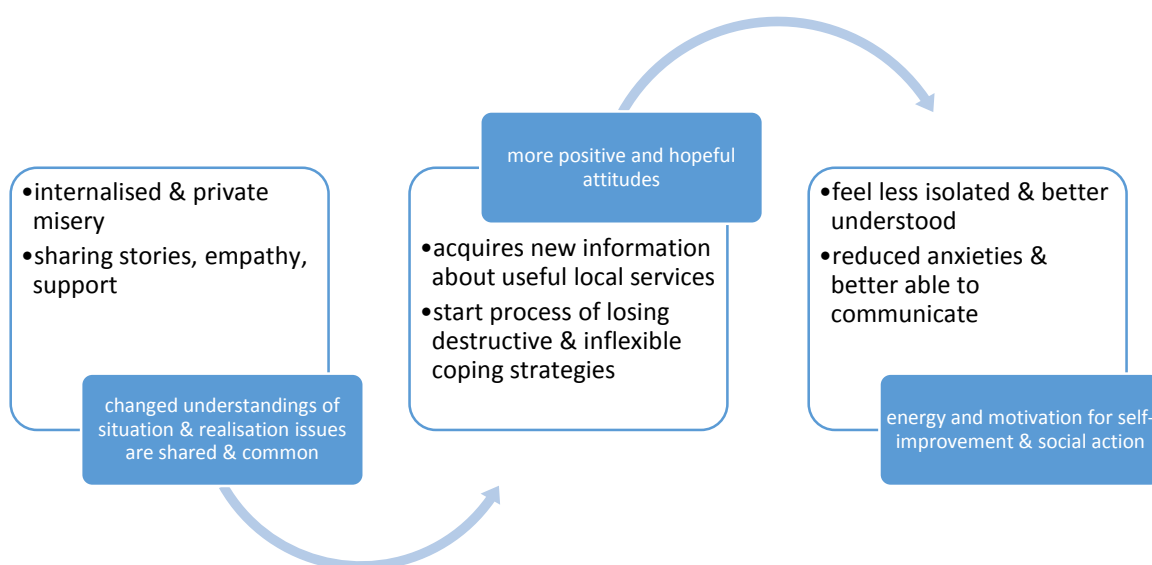 •internalised & private
misery
•sharing stories, empathy,
support
changed understandings of
situation & realisation issues
are shared & common
more positive and hopeful
attitudes
•acquires new information
about useful local services
•start process of losing
destructive & inflexible
coping strategies
•feel less isolated & better
understood
•reduced anxieties &
better able to
communicate
energy and motivation for self-
improvement & social action